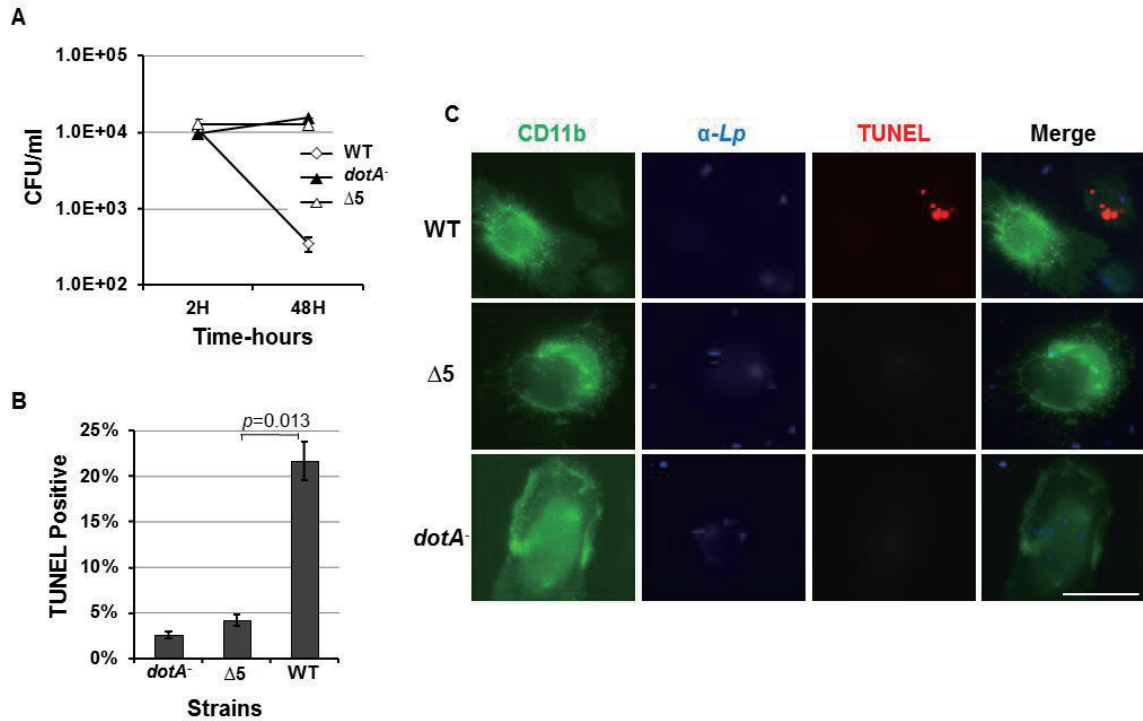 A
1.0E+05
1.0E+04
1.0E+03
1.0E+02
CFU/ml
2H
48H
Time-hours
WT
dotA-
Δ5
B
p=0.013
25%
20%
15%
10%
5%
0%
TUNEL Positive
dotA-
Δ5
WT
Strains
C
CD11b
α-Lp
TUNEL
Merge
WT
Δ5
dotA-